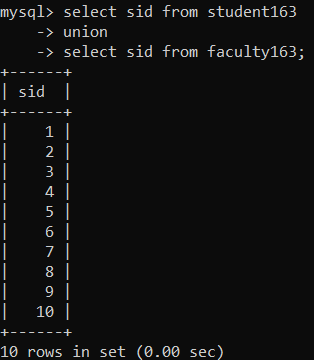 mysql> select sid from student163
    -> union
    -> select sid from faculty163;
+------+
| sid  |
+------+
|    1 |
|    2 |
|    3 |
|    4 |
|    5 |
|    6 |
|    7 |
|    8 |
|    9 |
|   10 |
+------+
10 rows in set (0.00 sec)